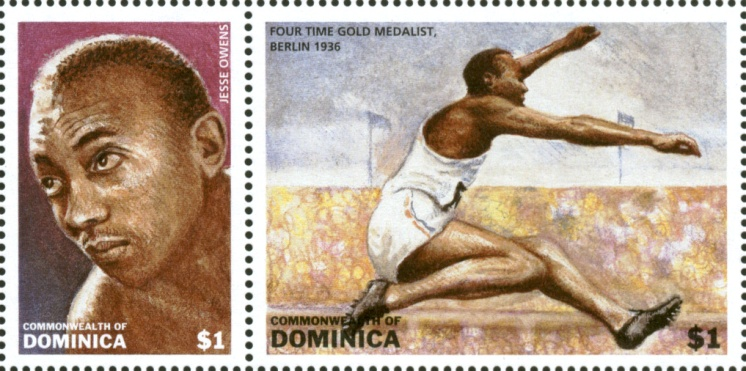 JESSE OWENS
COMMONWEALTH OF
DOMINICA $1
FOUR TIME GOLD MEDALIST,
BERLIN 1936
COMMONWEALTH OF
DOMINICA $1